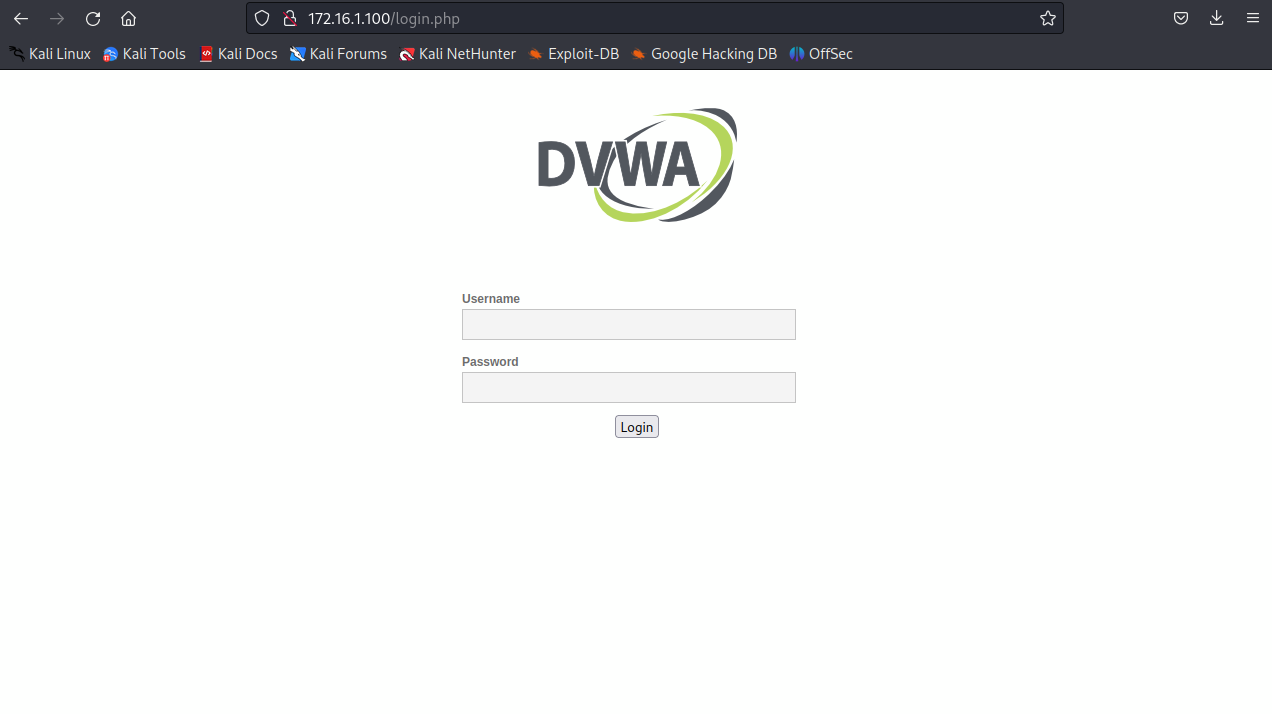 172.16.1.100/login.php
Kali Linux Kali Tools Kali Docs Kali Forums Kali NetHunter Exploit-DB Google Hacking DB OffSec
DVWA
Username
Password
Login